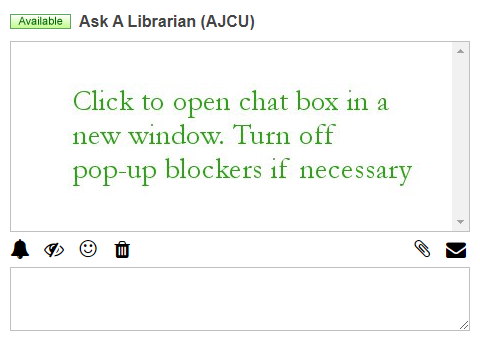 Available Ask A Librarian (AJCU)
Click to open chat box in a
new window. Turn off
pop-up blockers if necessary